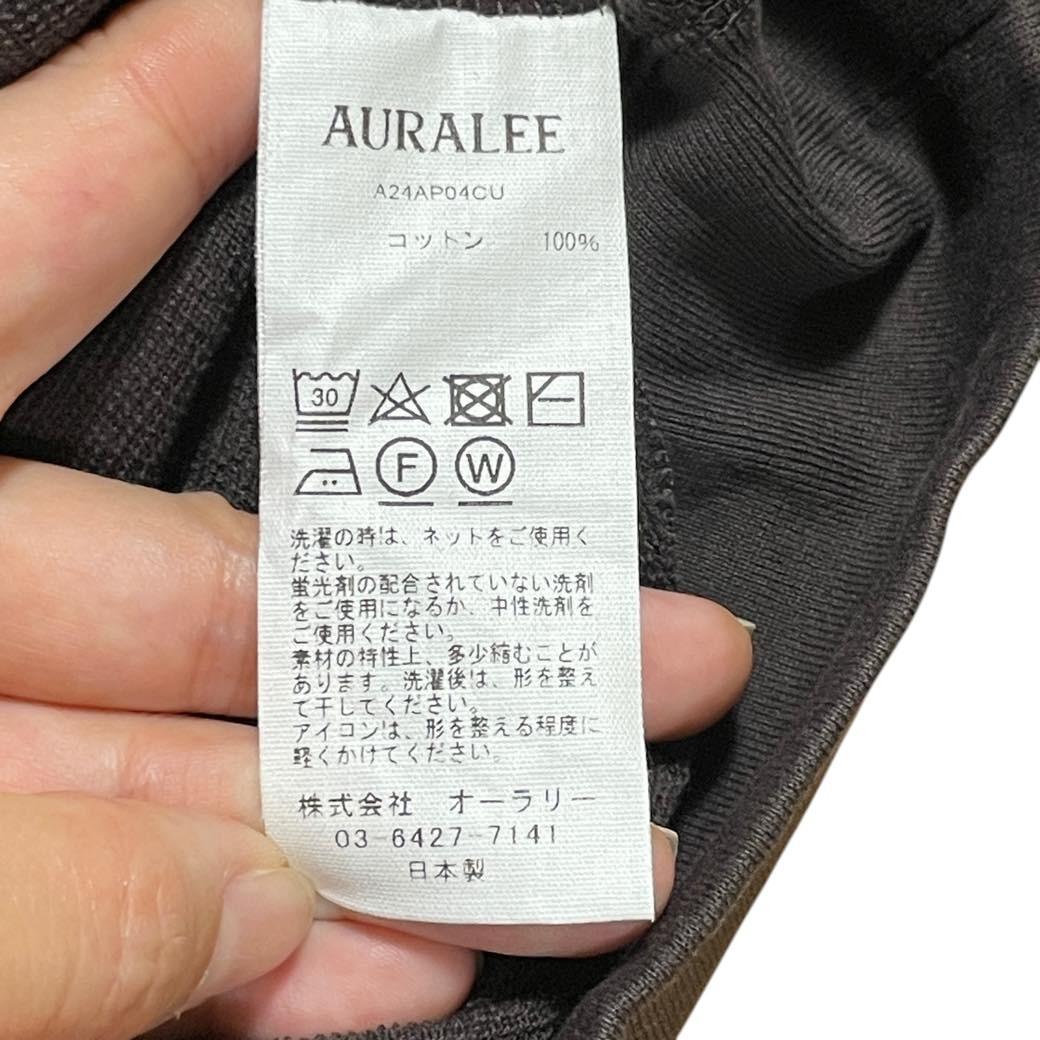 AURALEE
A24AP04CU
コットン 100%
30
F W
洗濯の時は、ネットをご使用く
ださい。
蛍光剤の配合されていない洗剤
をご使用になるか、中性洗剤を
ご使用ください。
素材の特性上、多少縮むことが
あります。洗濯後は、形を整え
て干してください。
アイコンは、形を整える程度に
軽くかけてください。
株式会社 オーラリー
03-6427-7141
日本製